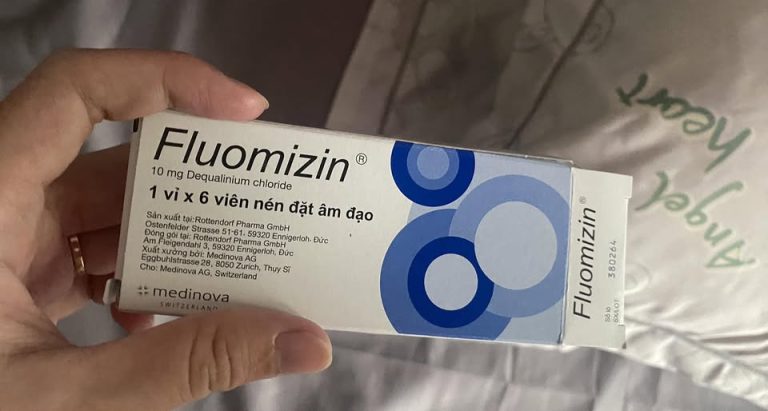 Fluomizin®
10 mg Dequalinium chloride
1 vỉ x 6 viên nén đặt âm đạo
Sản xuất tại: Rottendorf Pharma GmbH
Ostenfelder Strasse 51-61, 59320 Ennigerloh, Đức
Đóng gói tại: Rottendorf Pharma GmbH
Am Fleigendahl 3, 59320 Ennigerloh, Đức
Xuất xưởng bởi: Medinova AG
Eggbuhlstrasse 28, 8050 Zurich, Thụy Sĩ
Cho: Medinova AG, Switzerland
medinova
SWITZERLAND
Fluomizin®
380264
Angel
heart